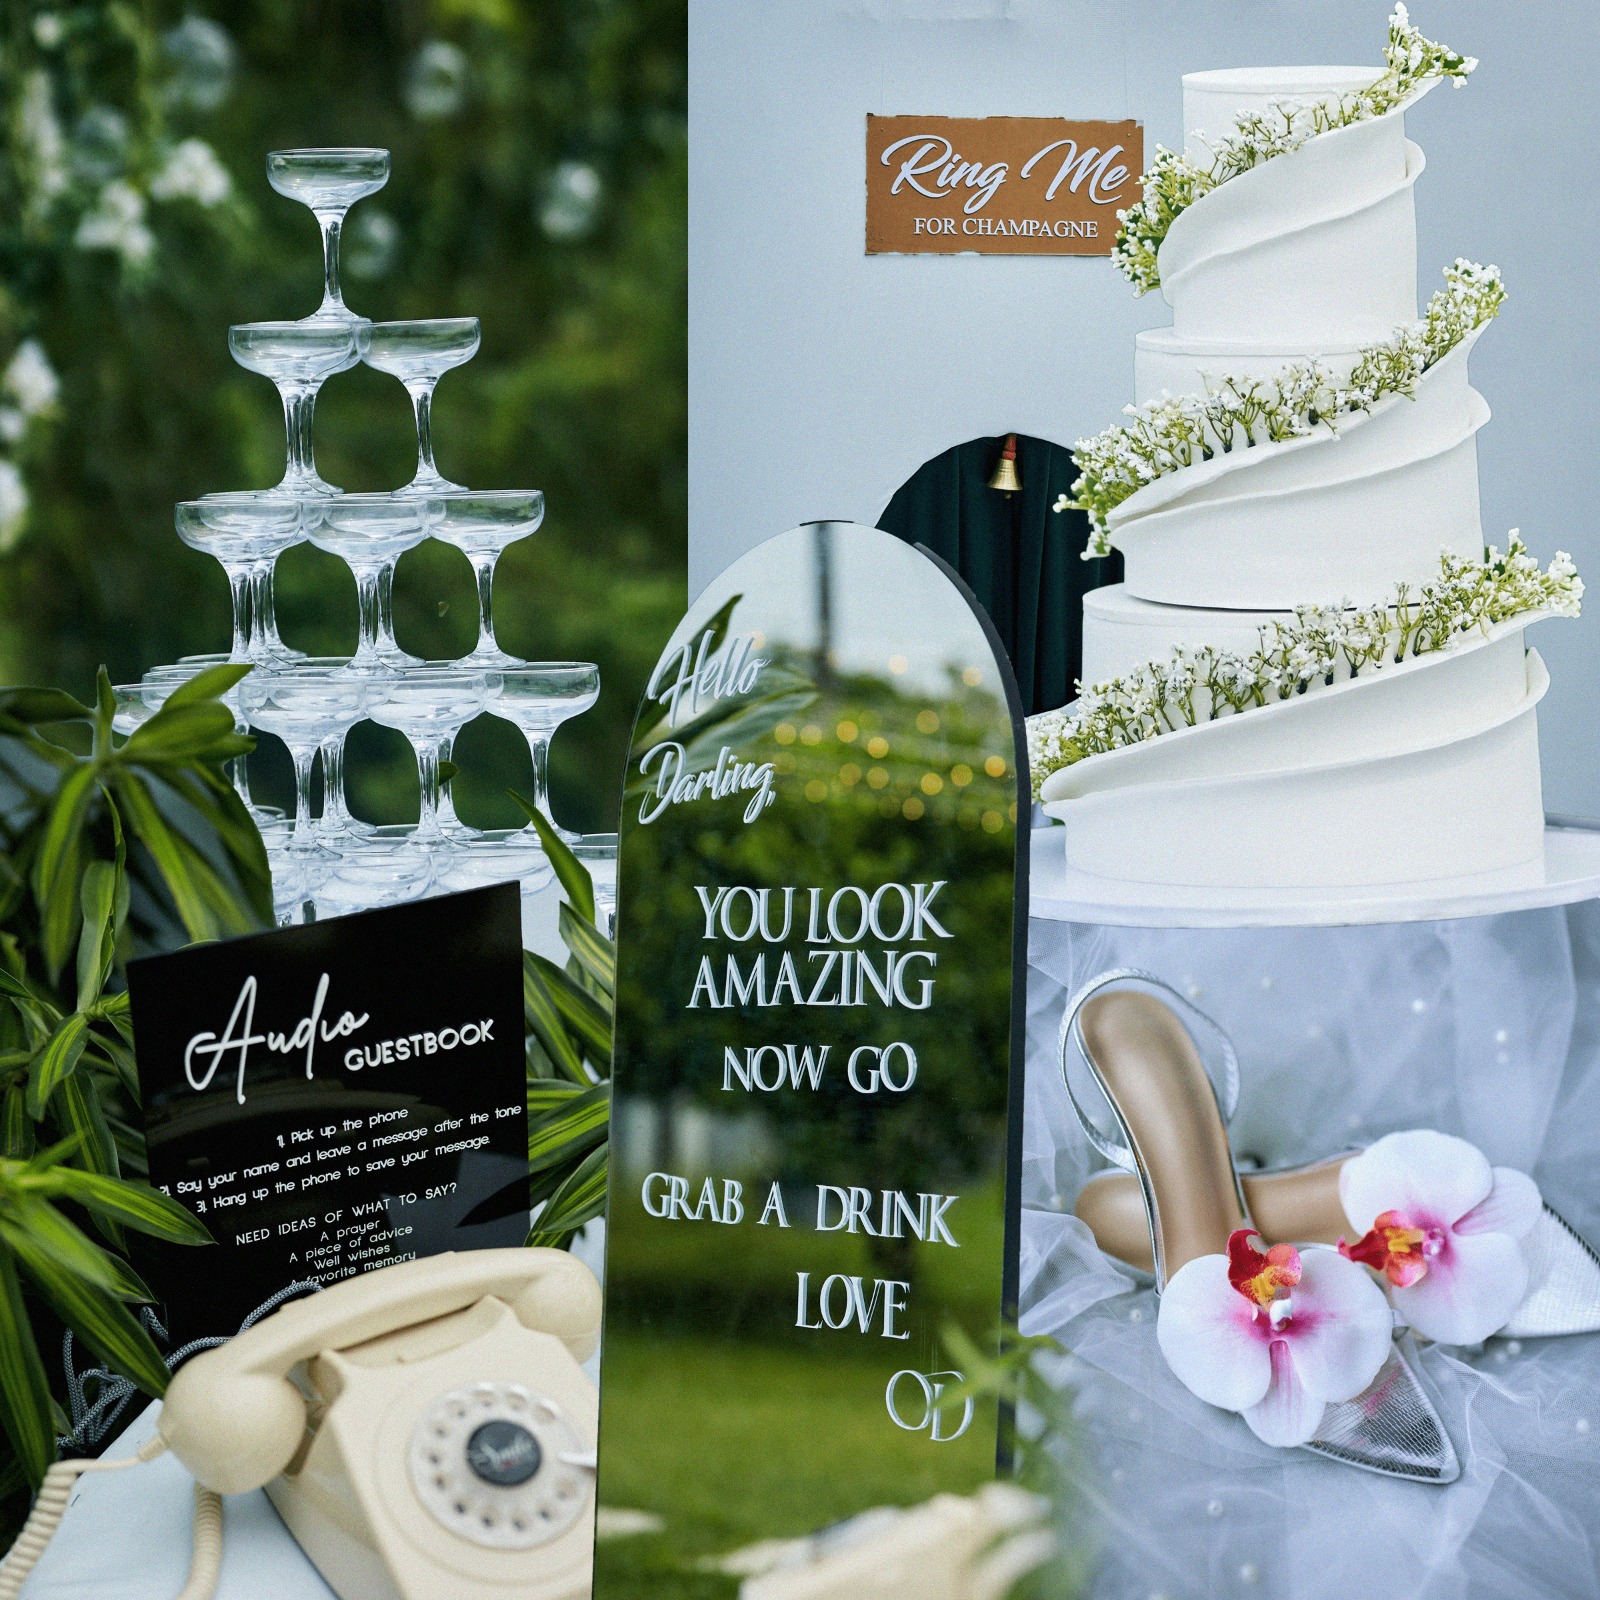 Ring Me
FOR CHAMPAGNE
Hello
Darling,
YOU LOOK
AMAZING
NOW GO
GRAB A DRINK
LOVE
OD
Audio
GUESTBOOK
1. Pick up the phone
2. Say your name and leave a message after the tone
3. Hang up the phone to save your message.
NEED IDEAS OF WHAT TO SAY?
A prayer
A piece of advice
Well wishes
favorite memory